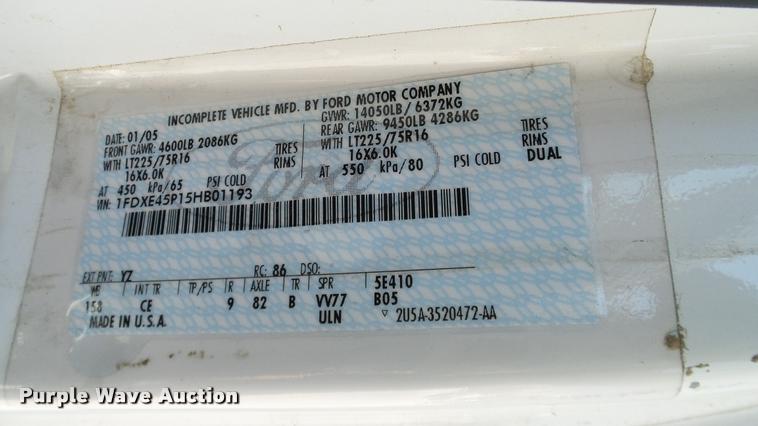 INCOMPLETE VEHICLE MFD. BY FORD MOTOR COMPANY
DATE: 01/05 GVWR: 14050LB/ 6372KG
FRONT GAWR: 4600LB 2086KG REAR GAWR: 9450LB 4286KG
WITH LT225/75R16 TIRES WITH LT225/75R16 TIRES
16X6.0K RIMS 16X6.0K RIMS
AT 450 kPa/65 PSI COLD AT 550 kPa/80 PSI COLD DUAL
VIN: 1FDXE45P15HB01193
Ford
EXT PNT: YZ RC: 86 DSO:
WB INT TR TP/PS R AXLE TR SPR 5E410
158 CE 9 82 B VV77 B05
MADE IN U.S.A. ULN ▽ 2U5A-3520472-AA
Purple Wave Auction